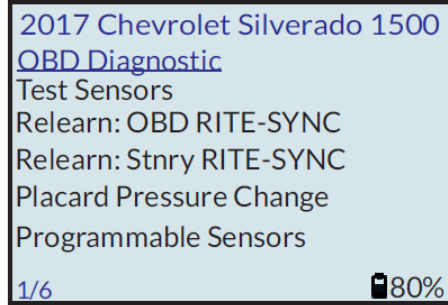 2017 Chevrolet Silverado 1500
OBD Diagnostic
Test Sensors
Relearn: OBD RITE-SYNC
Relearn: Stnry RITE-SYNC
Placard Pressure Change
Programmable Sensors
1/6 80%